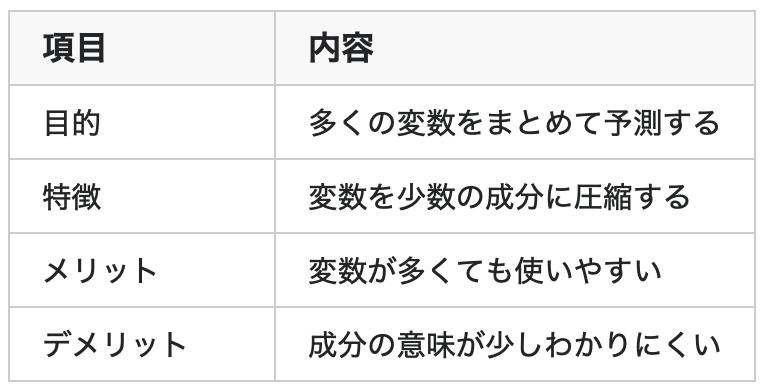 項目 内容
目的 多くの変数をまとめて予測する
特徴 変数を少数の成分に圧縮する
メリット 変数が多くても使いやすい
デメリット 成分の意味が少しわかりにくい